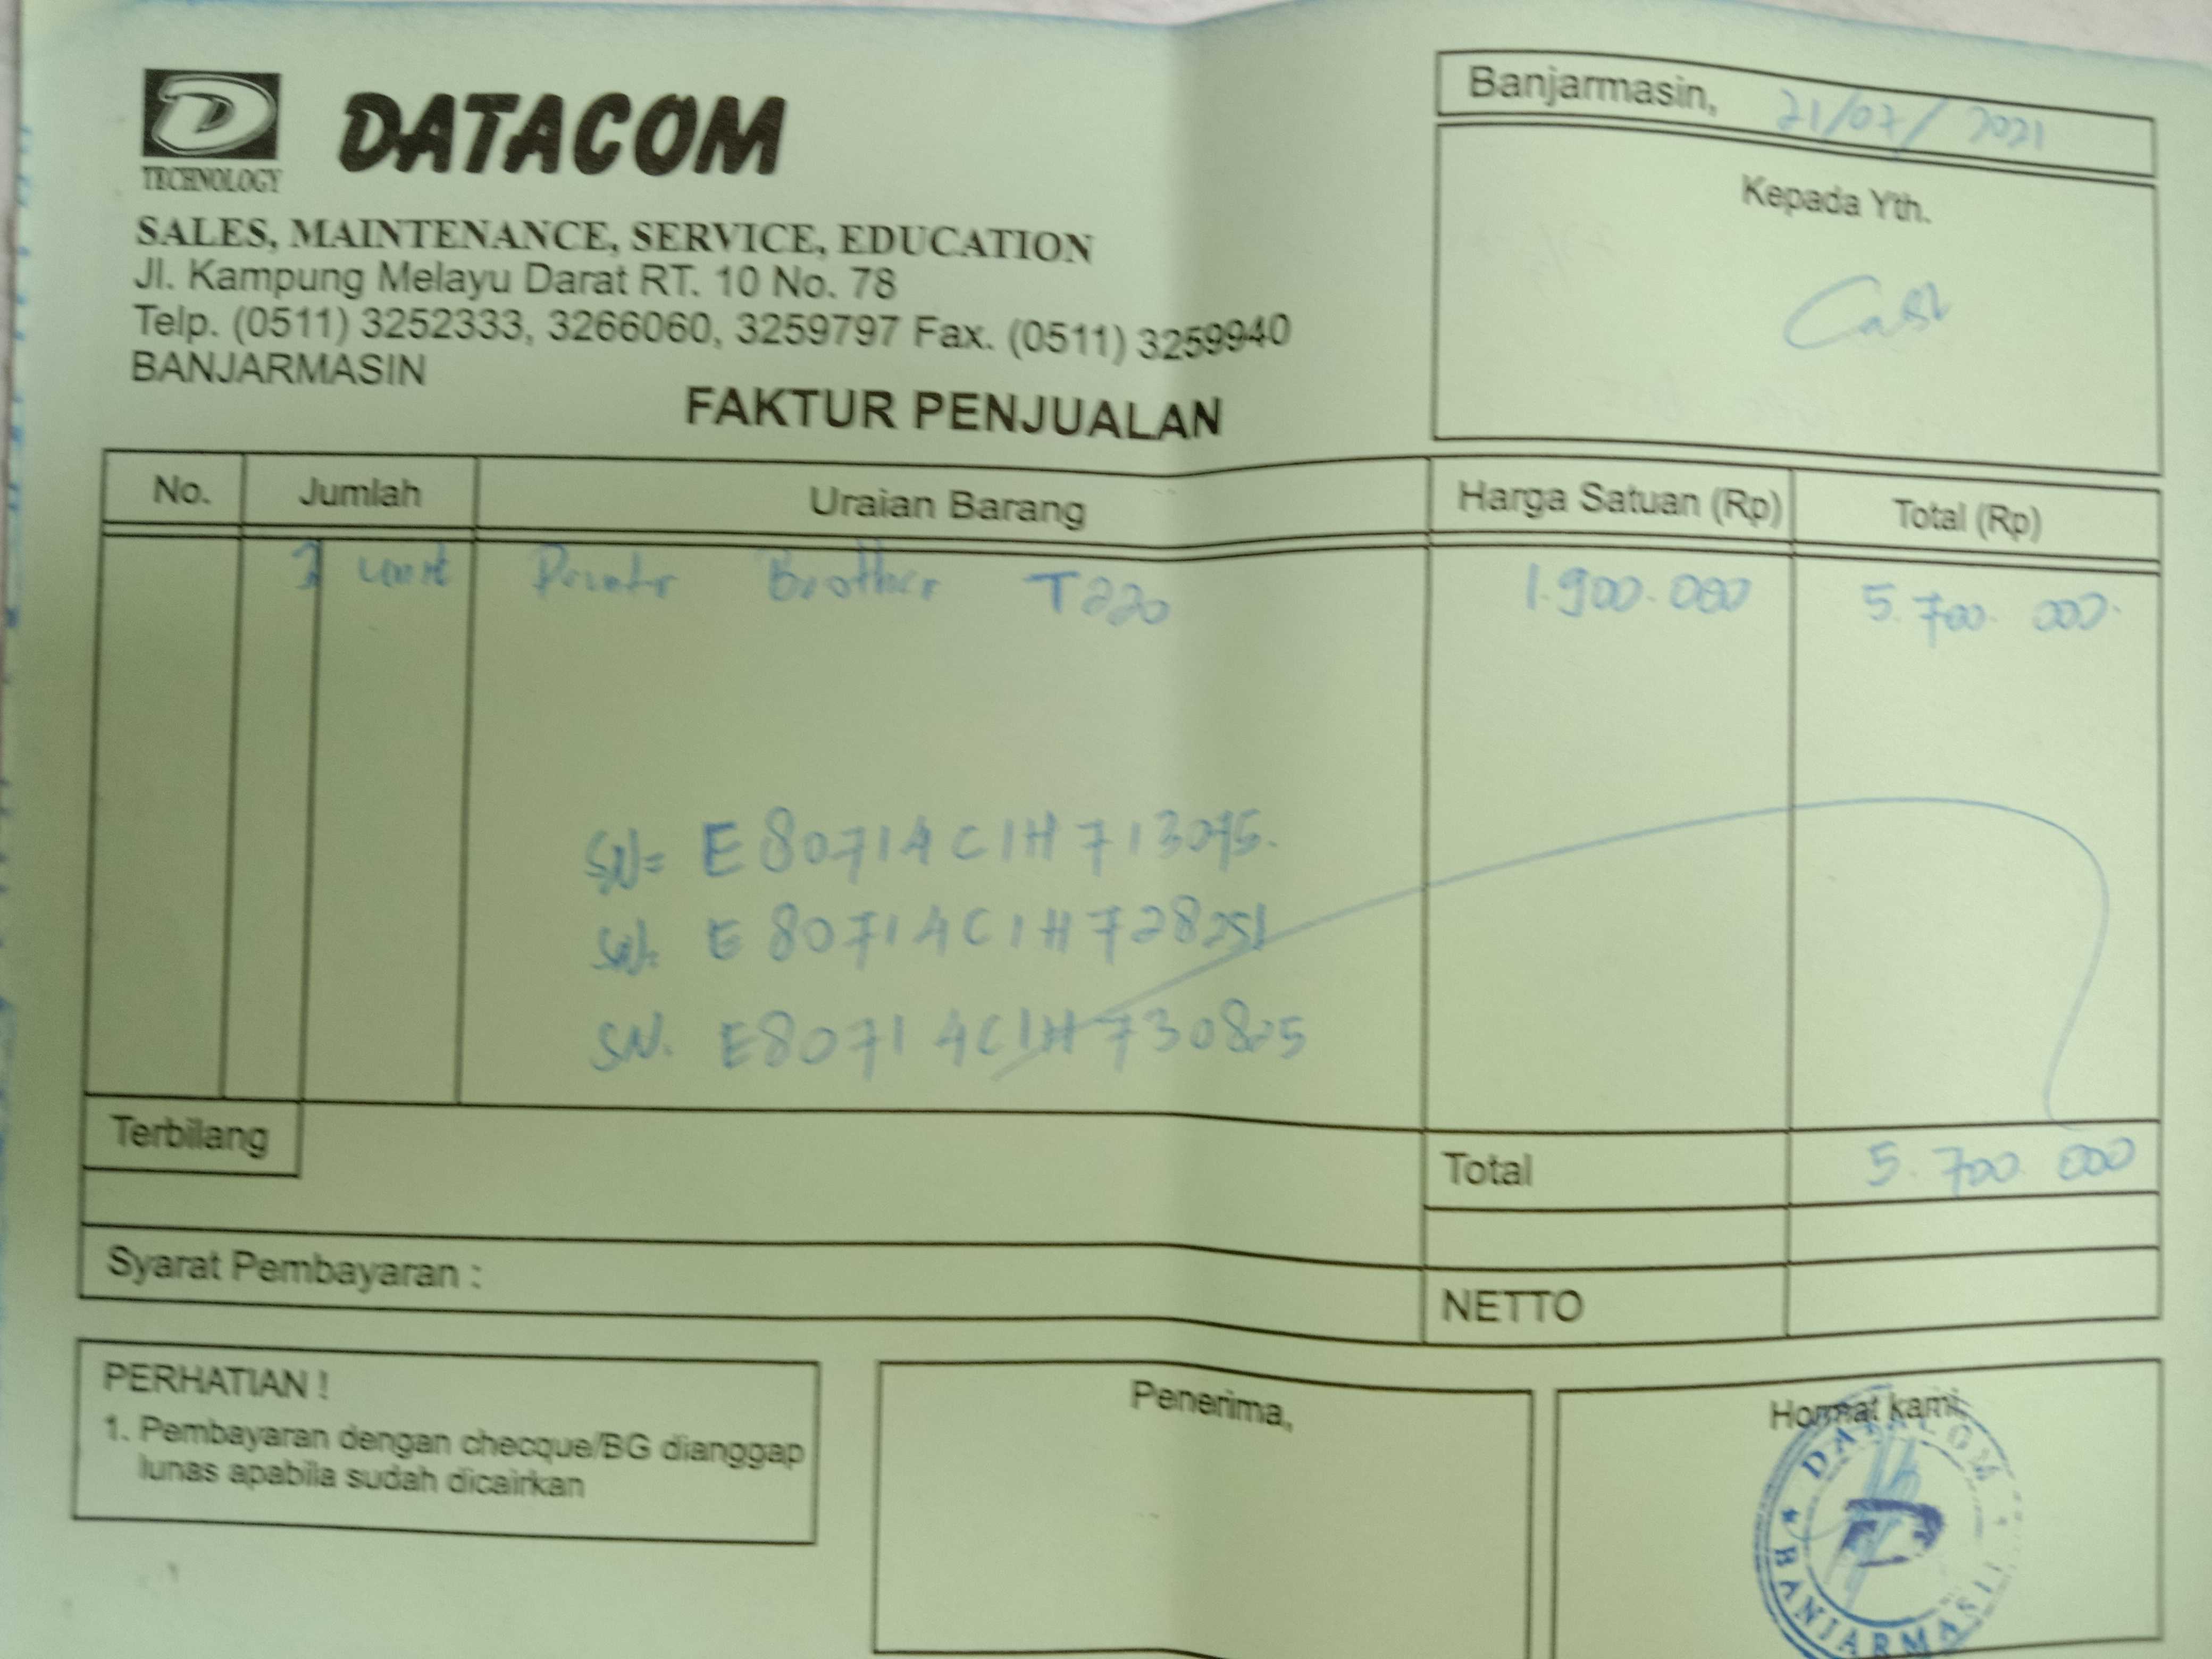 D
TECHNOLOGY
DATACOM
SALES, MAINTENANCE, SERVICE, EDUCATION
Jl. Kampung Melayu Darat RT. 10 No. 78
Telp. (0511) 3252333, 3266060, 3259797 Fax. (0511) 3259940
BANJARMASIN
Banjarmasin, 21/07/2021
Kepada Yth.
Cash
FAKTUR PENJUALAN
No. Jumlah Uraian Barang Harga Satuan (Rp) Total (Rp)
3 unit Printer Brother T220 1.900.000 5.700.000
SN= E80714C1H713075
SN: E80714C1H728251
SN. E80714C1H730825
Terbilang
Total 5.700.000
Syarat Pembayaran :
NETTO
PERHATIAN !
1. Pembayaran dengan checque/BG dianggap
lunas apabila sudah dicairkan
Penerima,
Hormat kami,
DATACOM
D
BANJARMASIN